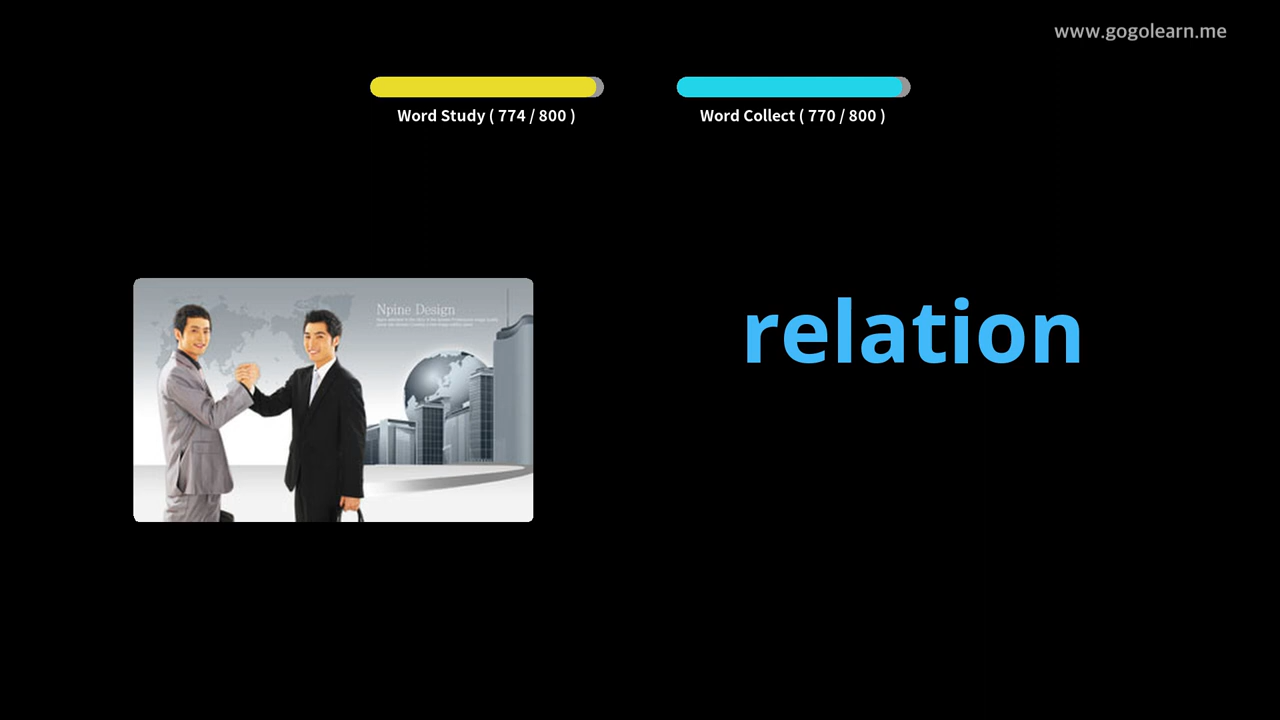 www.gogolearn.me
Word Study ( 774 / 800 )
Word Collect ( 770 / 800 )
Npine Design
relation